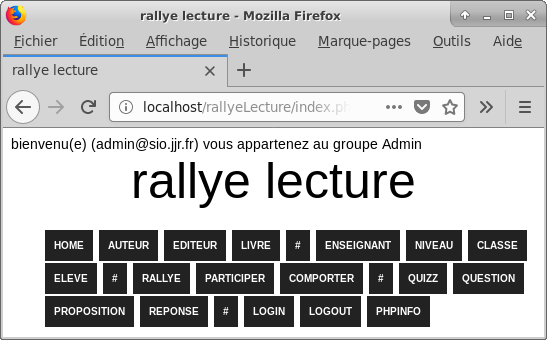 rallye lecture - Mozilla Firefox
Fichier Édition Affichage Historique Marque-pages Outils Aide
rallye lecture
localhost/rallyeLecture/index.ph
bienvenu(e) (admin@sio.jjr.fr) vous appartenez au groupe Admin
rallye lecture
HOME AUTEUR EDITEUR LIVRE # ENSEIGNANT NIVEAU CLASSE
ELEVE # RALLYE PARTICIPER COMPORTER # QUIZZ QUESTION
PROPOSITION REPONSE # LOGIN LOGOUT PHPINFO